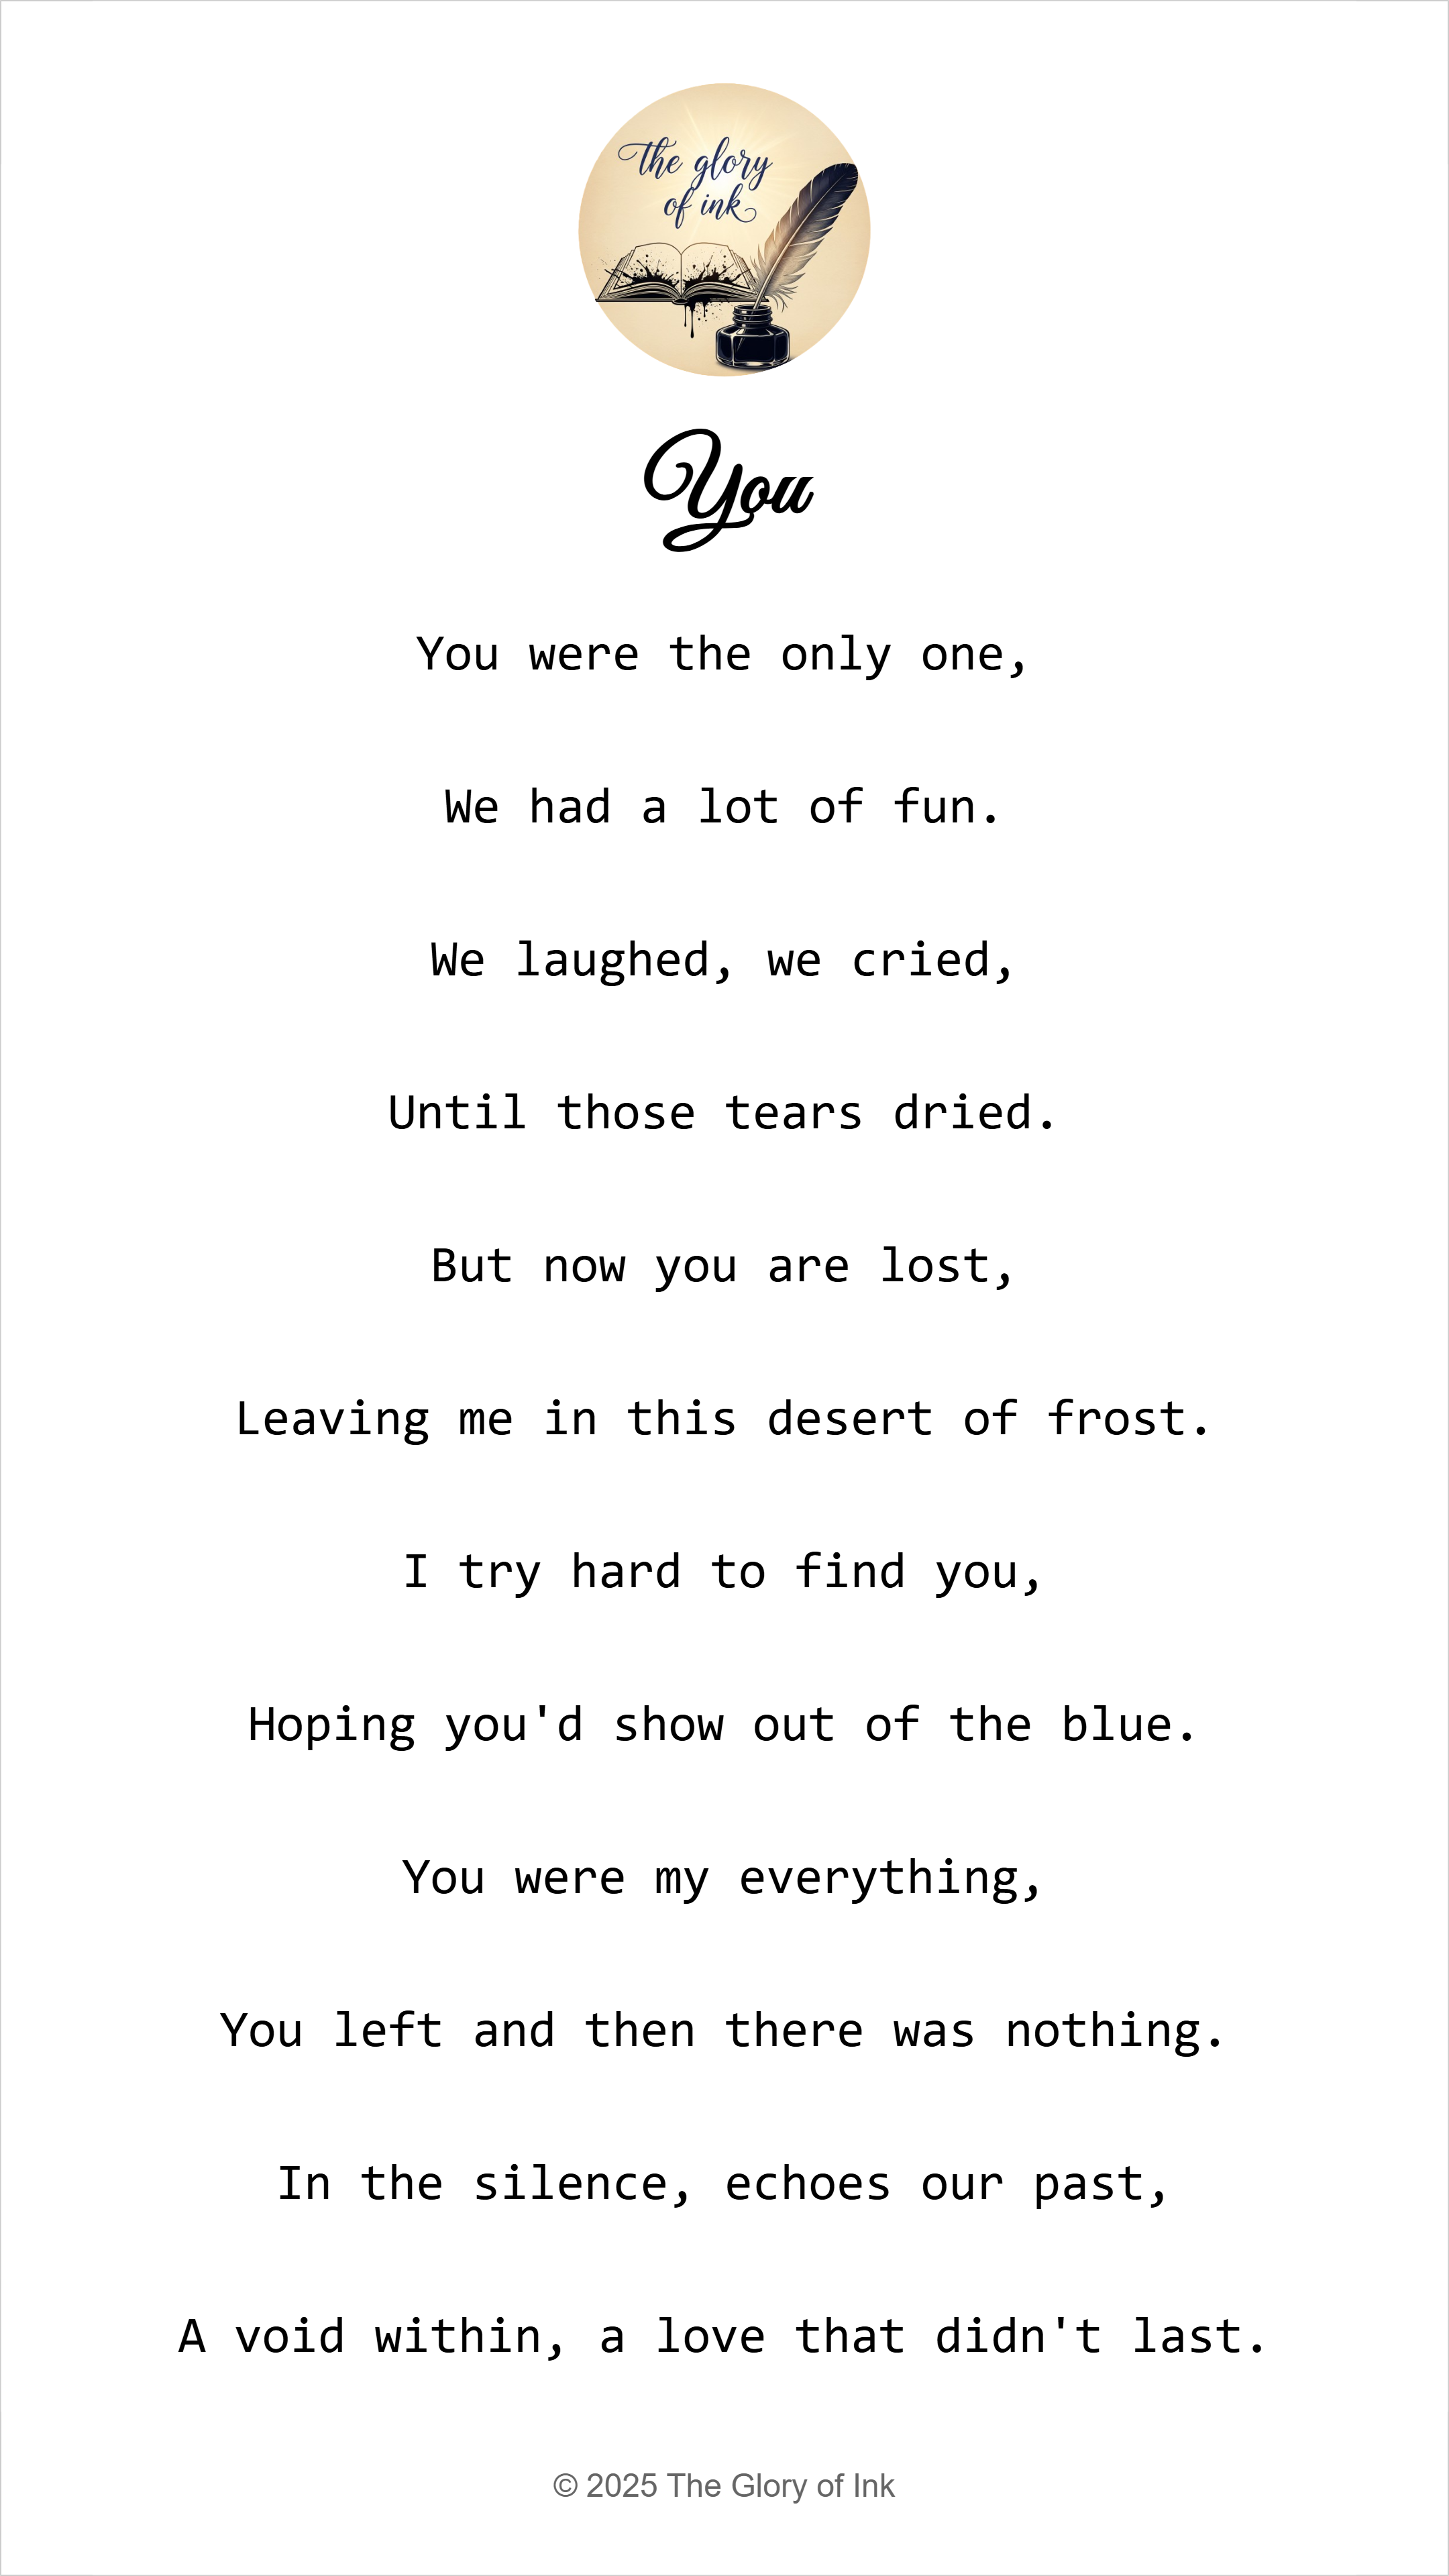 the glory
of ink
You
You were the only one,
We had a lot of fun.
We laughed, we cried,
Until those tears dried.
But now you are lost,
Leaving me in this desert of frost.
I try hard to find you,
Hoping you'd show out of the blue.
You were my everything,
You left and then there was nothing.
In the silence, echoes our past,
A void within, a love that didn't last.
© 2025 The Glory of Ink